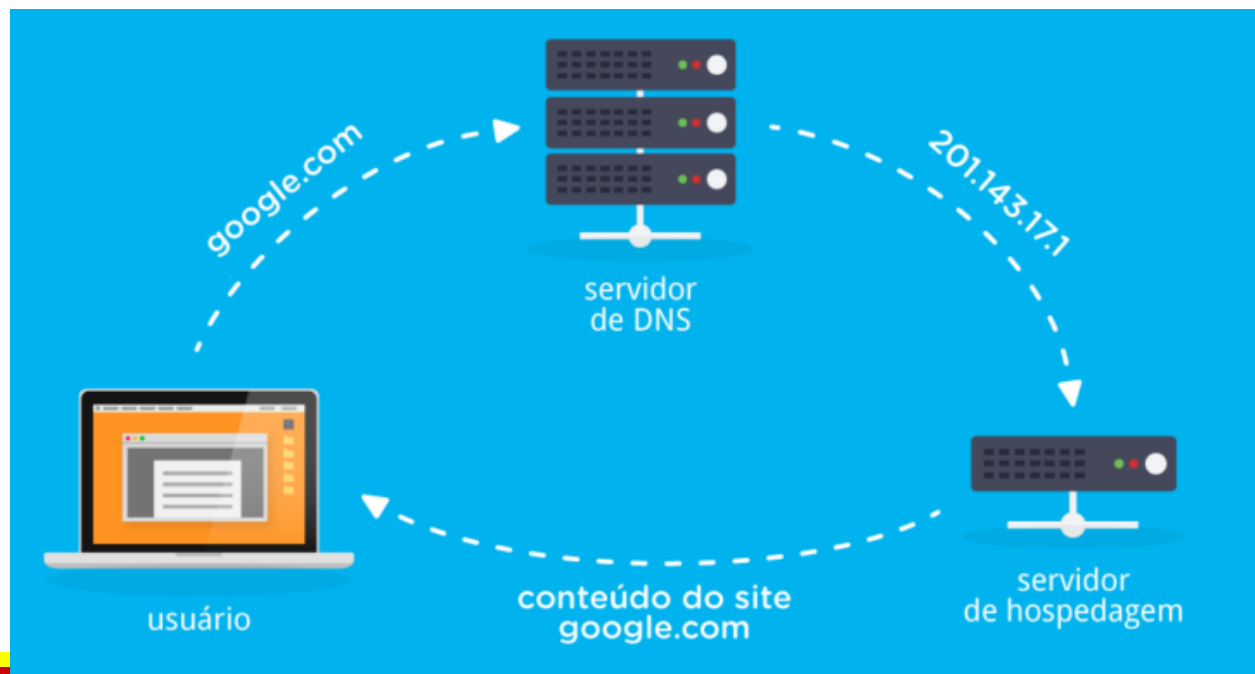 google.com
201.143.17.1
servidor
de DNS
usuário
conteúdo do site
google.com
servidor
de hospedagem